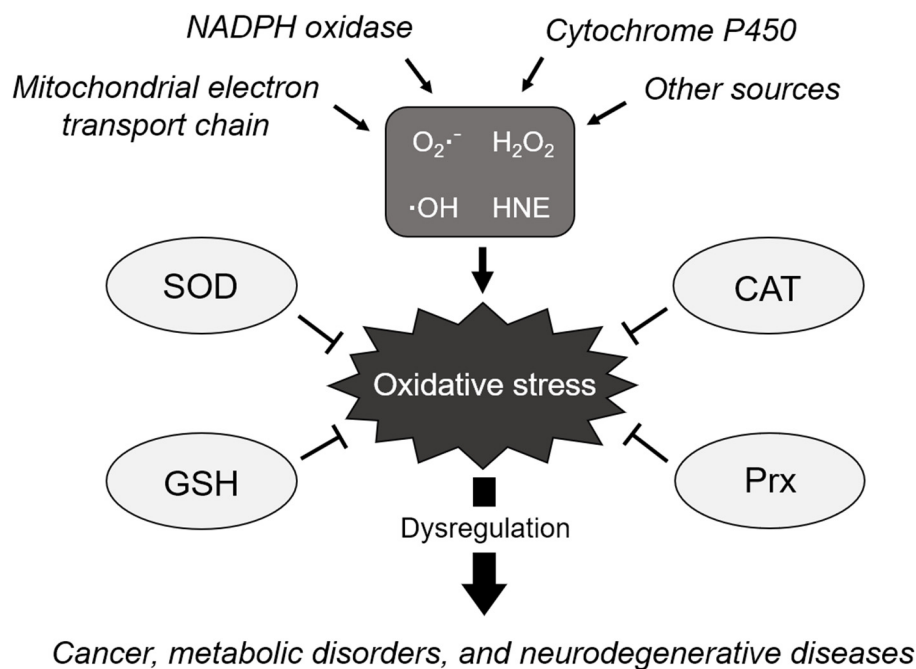 NADPH oxidase
Cytochrome P450
Mitochondrial electron
transport chain
Other sources
O₂·⁻ H₂O₂
·OH HNE
SOD
CAT
Oxidative stress
GSH
Prx
Dysregulation
Cancer, metabolic disorders, and neurodegenerative diseases